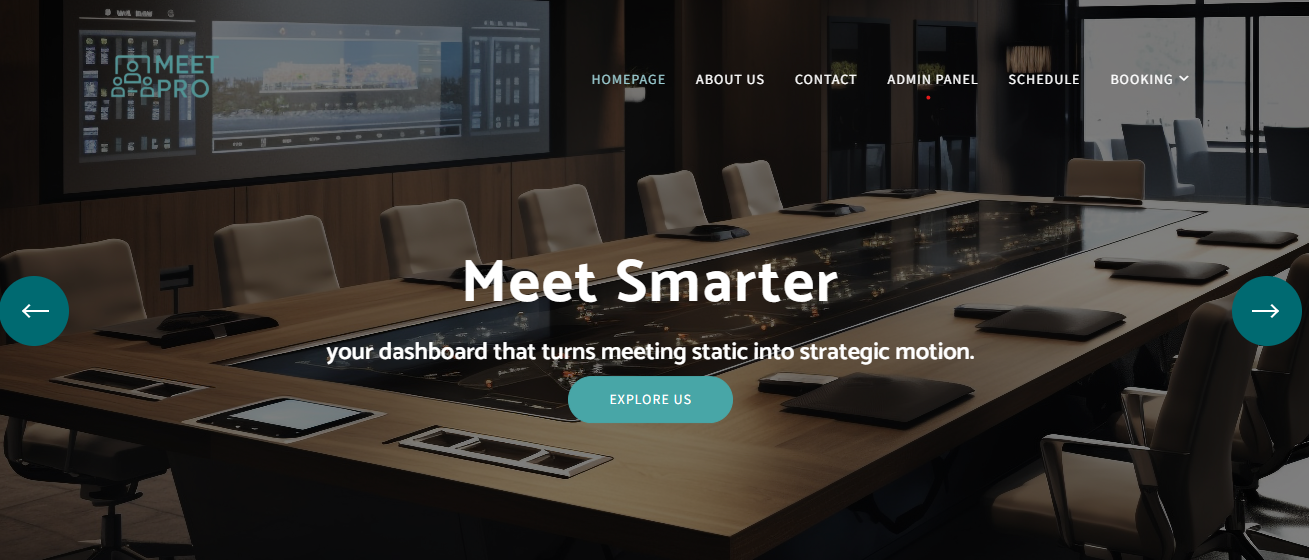 MEET
PRO
HOMEPAGE ABOUT US CONTACT ADMIN PANEL SCHEDULE BOOKING
Meet Smarter
your dashboard that turns meeting static into strategic motion.
EXPLORE US